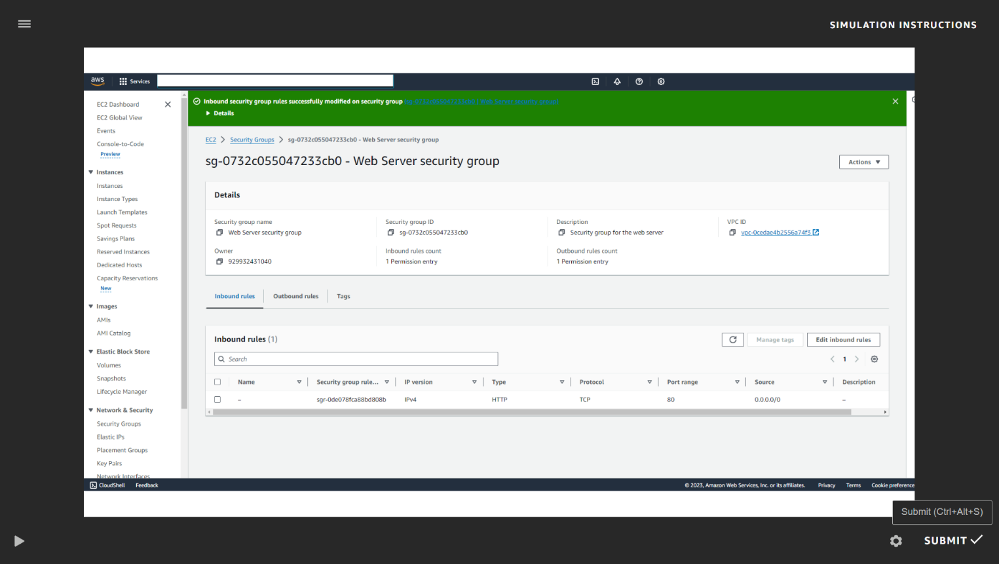 SIMULATION INSTRUCTIONS
aws
Services
EC2 Dashboard
EC2 Global View
Events
Console-to-Code
Preview
Instances
Instances
Instance Types
Launch Templates
Spot Requests
Savings Plans
Reserved Instances
Dedicated Hosts
Capacity Reservations
New
Images
AMIs
AMI Catalog
Elastic Block Store
Volumes
Snapshots
Lifecycle Manager
Network & Security
Security Groups
Elastic IPs
Placement Groups
Key Pairs
Network Interfaces
Inbound security group rules successfully modified on security group
Details
EC2 > Security Groups > sg-0732c055047233cb0 - Web Server security group
sg-0732c055047233cb0 - Web Server security group
Actions
Details
Security group name
Web Server security group
Security group ID
sg-0732c055047233cb0
Description
Security group for the web server
VPC ID
vpc-0cedae4b2556a74f3
Owner
929932431040
Inbound rules count
1 Permission entry
Outbound rules count
1 Permission entry
Inbound rules Outbound rules Tags
Inbound rules (1)
Manage tags Edit inbound rules
Search
1
Name Security group rule... IP version Type Protocol Port range Source Description
– sgr-0de078fca88bd808b IPv4 HTTP TCP 80 0.0.0.0/0 –
CloudShell Feedback © 2023, Amazon Web Services, Inc. or its affiliates. Privacy Terms Cookie preference
Submit (Ctrl+Alt+S)
SUBMIT